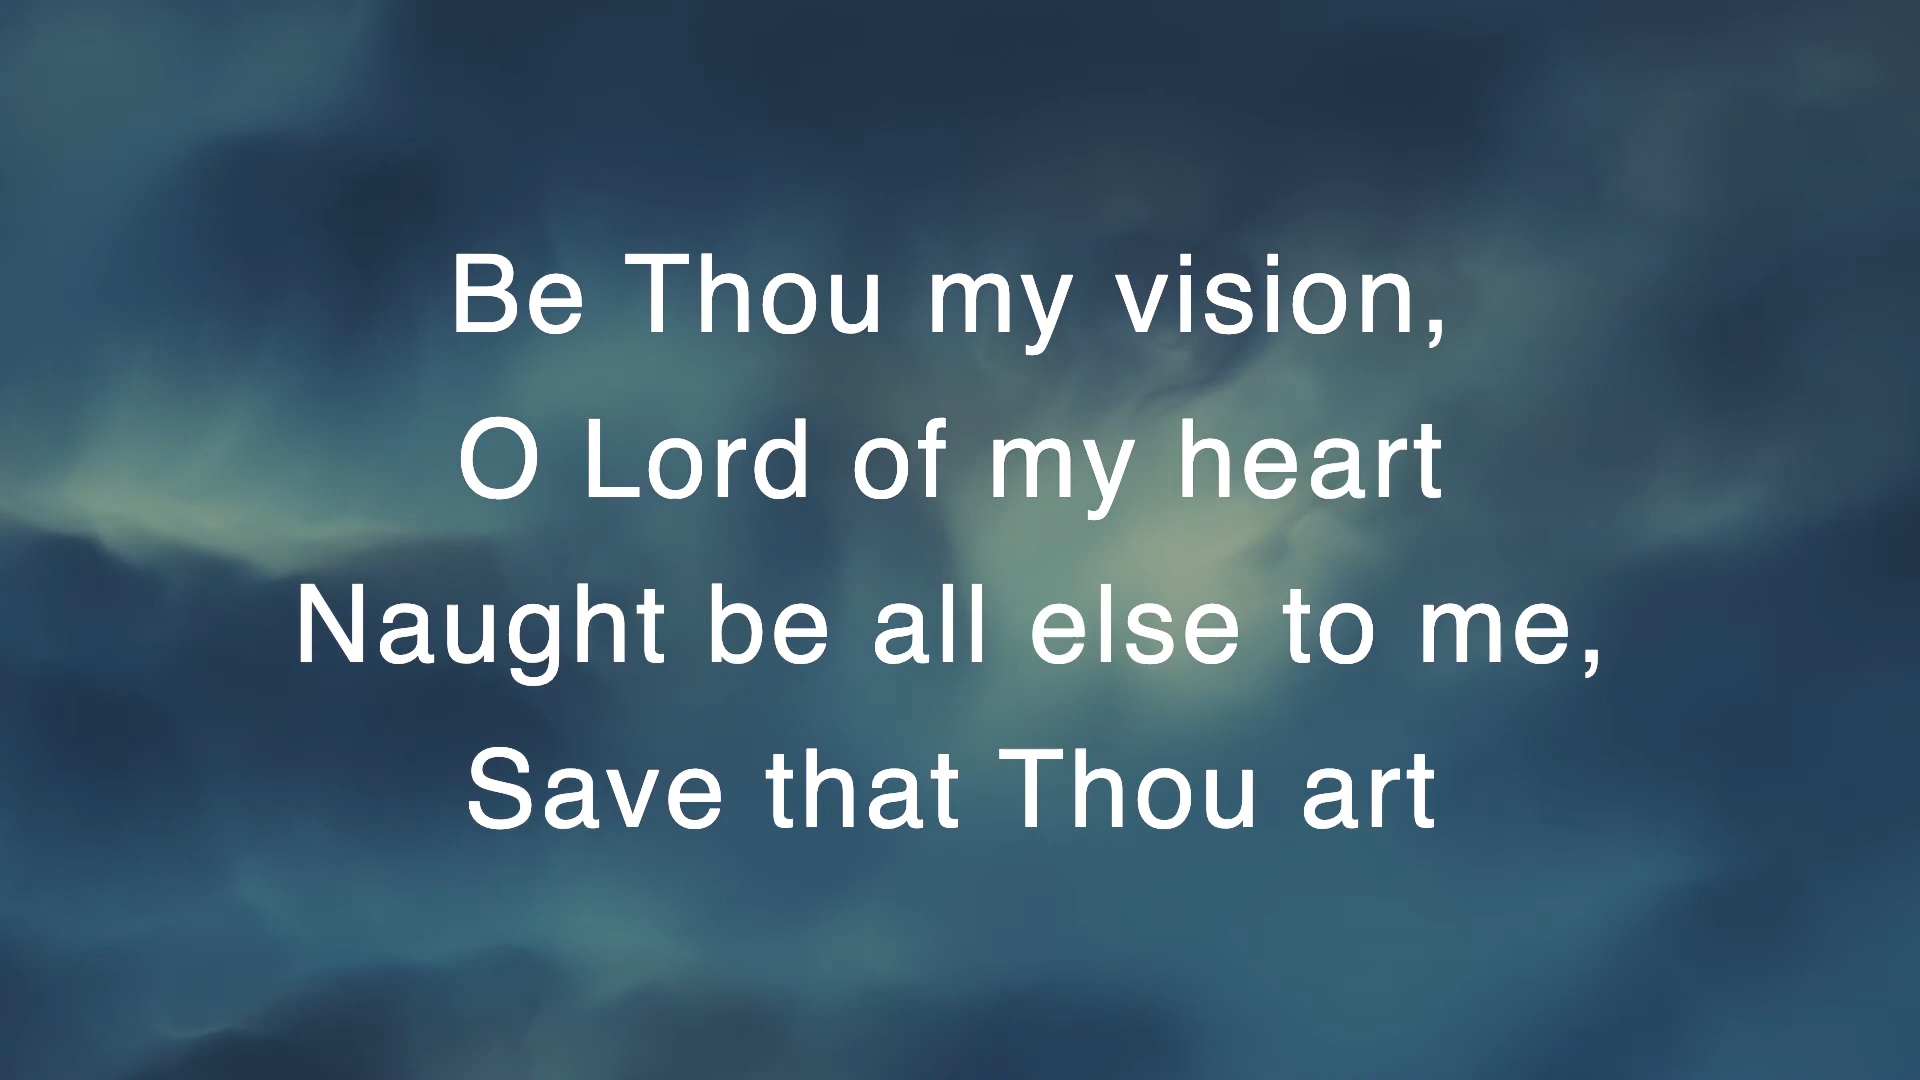 Be Thou my vision,
O Lord of my heart
Naught be all else to me,
Save that Thou art